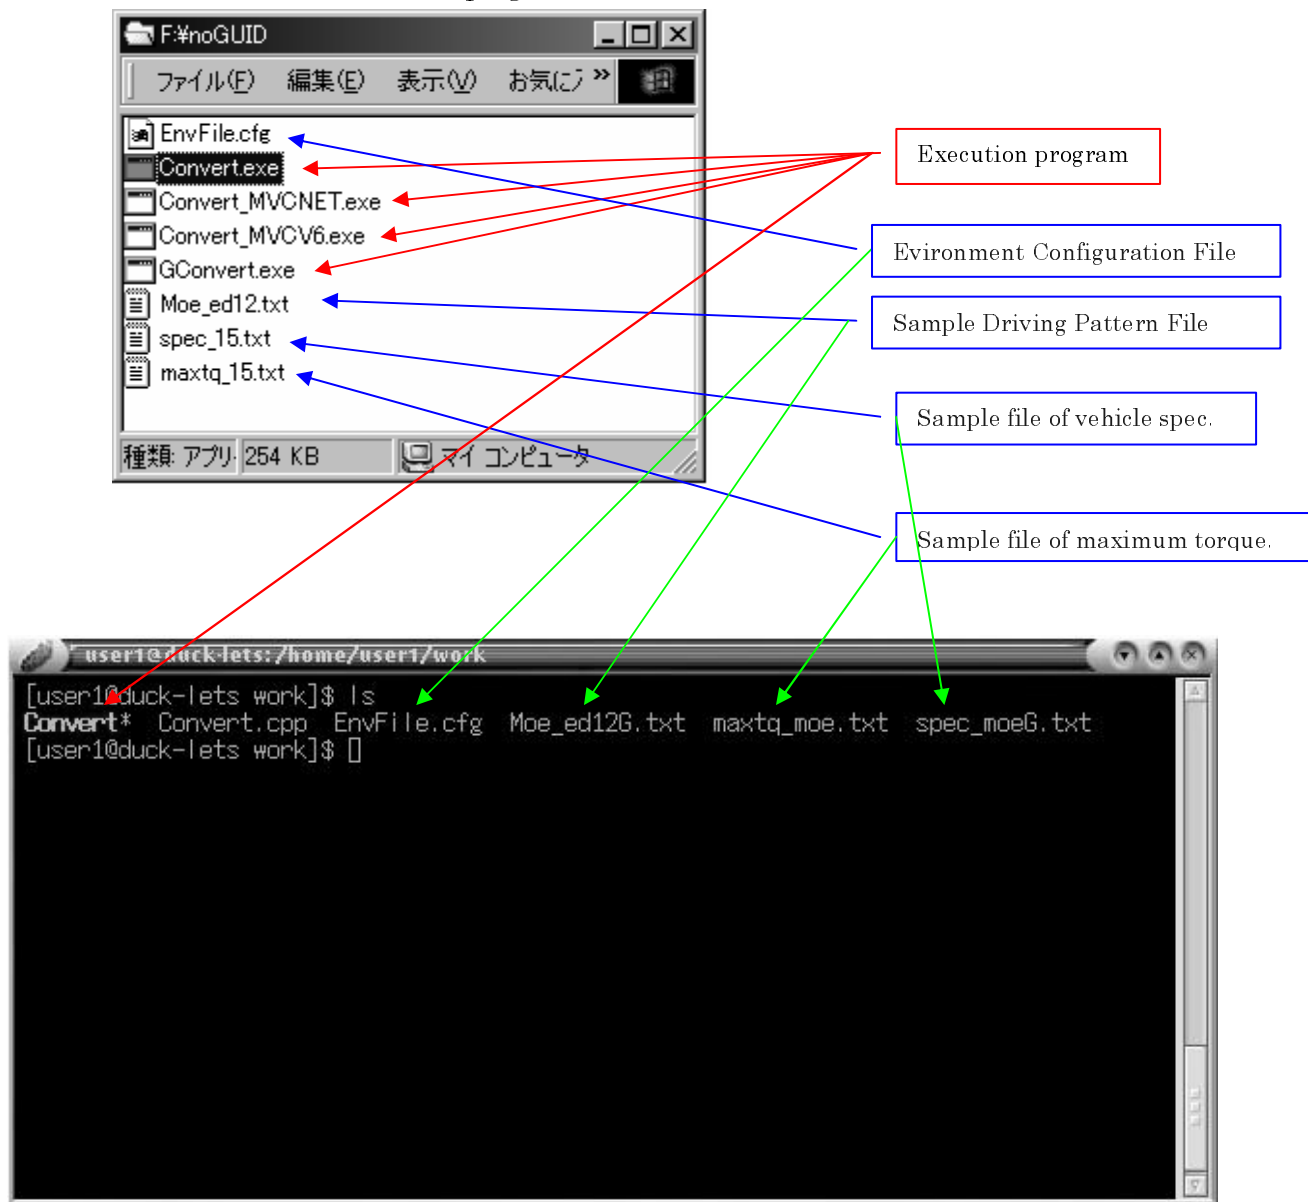 F:¥noGUID
ファイル(F) 編集(E) 表示(V) お気に
EnvFile.cfg
Convert.exe
Convert_MVCNET.exe
Convert_MVCV6.exe
GConvert.exe
Moe_ed12.txt
spec_15.txt
maxtq_15.txt
種類: アプリ 254 KB マイ コンピュータ
Execution program
Evironment Configuration File
Sample Driving Pattern File
Sample file of vehicle spec.
Sample file of maximum torque.
user1@duck-lets:/home/user1/work
[user1@duck-lets work]$ ls
Convert* Convert.cpp EnvFile.cfg Moe_ed12G.txt maxtq_moe.txt spec_moeG.txt
[user1@duck-lets work]$